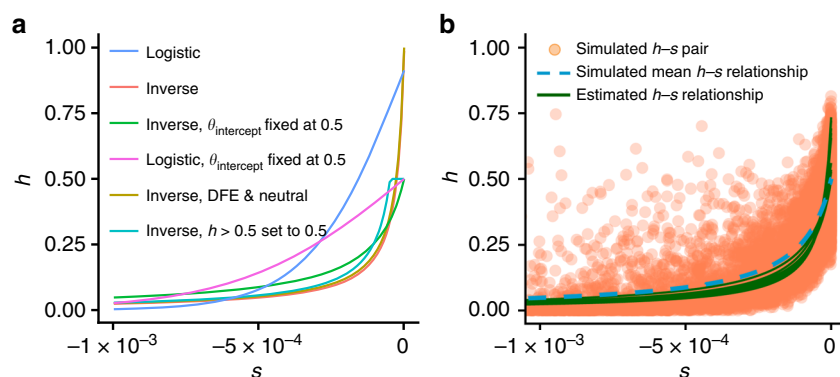 a
1.00
0.75
0.50
0.25
0.00
h
Logistic
Inverse
Inverse, θintercept fixed at 0.5
Logistic, θintercept fixed at 0.5
Inverse, DFE & neutral
Inverse, h > 0.5 set to 0.5
−1 × 10−3
−5 × 10−4
0
s
b
1.00
0.75
0.50
0.25
0.00
h
Simulated h–s pair
Simulated mean h–s relationship
Estimated h–s relationship
−1 × 10−3
−5 × 10−4
0
s